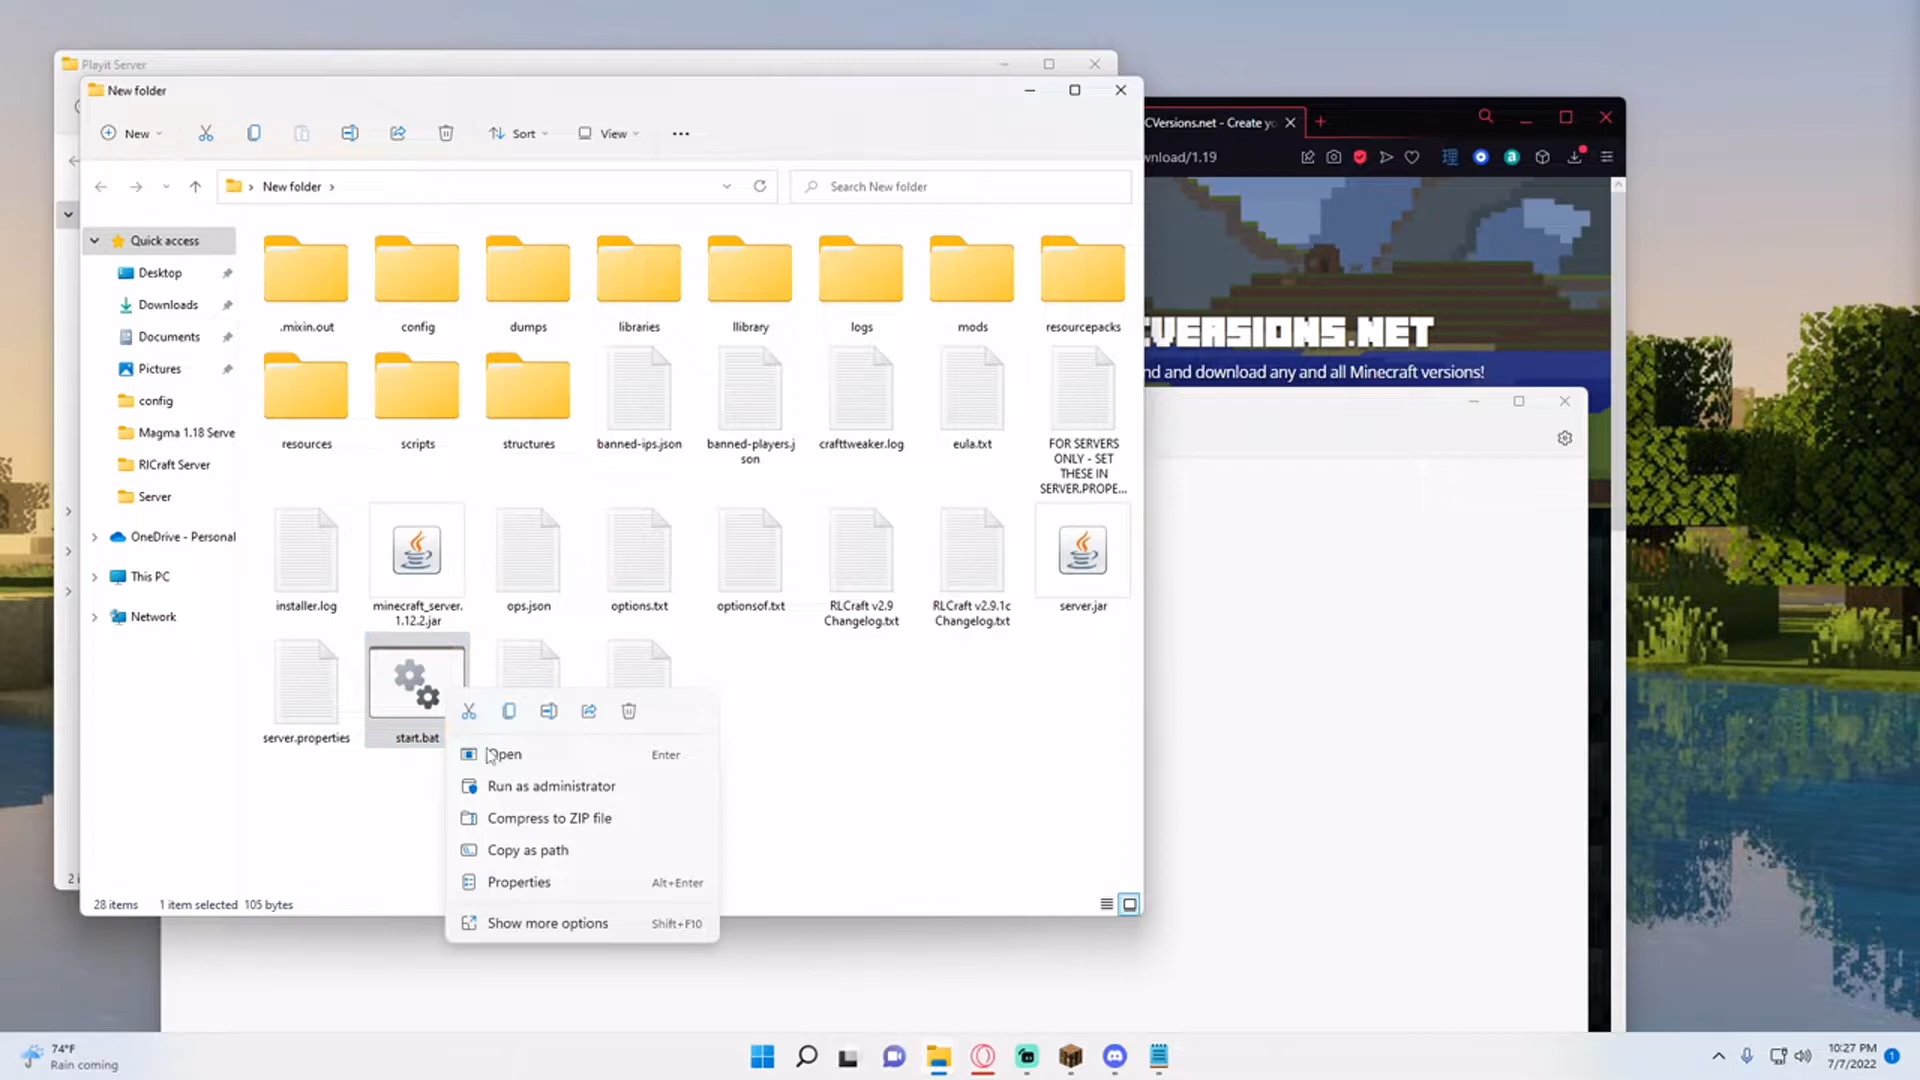 Playit Server
New folder
New
Sort
View
New folder
Search New folder
Quick access
Desktop
Downloads
Documents
Pictures
config
Magma 1.18 Serve
RlCraft Server
Server
OneDrive - Personal
This PC
Network
.mixin.out
config
dumps
libraries
llibrary
logs
mods
resourcepacks
resources
scripts
structures
banned-ips.json
banned-players.j
son
crafttweaker.log
eula.txt
FOR SERVERS
ONLY - SET
THESE IN
SERVER.PROPE...
installer.log
minecraft_server.
1.12.2.jar
ops.json
options.txt
optionsof.txt
RLCraft v2.9
Changelog.txt
RLCraft v2.9.1c
Changelog.txt
server.jar
server.properties
start.bat
Open Enter
Run as administrator
Compress to ZIP file
Copy as path
Properties Alt+Enter
Show more options Shift+F10
28 items 1 item selected 105 bytes
2 i
CVersions.net - Create yo
wnload/1.19
CVERSIONS.NET
nd and download any and all Minecraft versions!
74°F
Rain coming
10:27 PM
7/7/2022
1